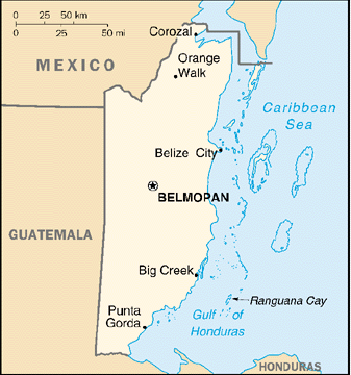 0 25 50 km
0 25 50 mi
Corozal
MEXICO
Orange
Walk
Caribbean
Sea
Belize City
BELMOPAN
GUATEMALA
Big Creek
Ranguana Cay
Punta
Gorda
Gulf of
Honduras
HONDURAS